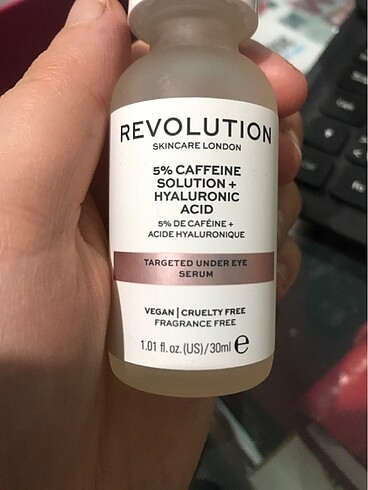 REVOLUTION
SKINCARE LONDON
5% CAFFEINE
SOLUTION +
HYALURONIC
ACID
5% DE CAFÉINE +
ACIDE HYALURONIQUE
TARGETED UNDER EYE
SERUM
VEGAN | CRUELTY FREE
FRAGRANCE FREE
1.01 fl. oz. (US)/30ml ℮